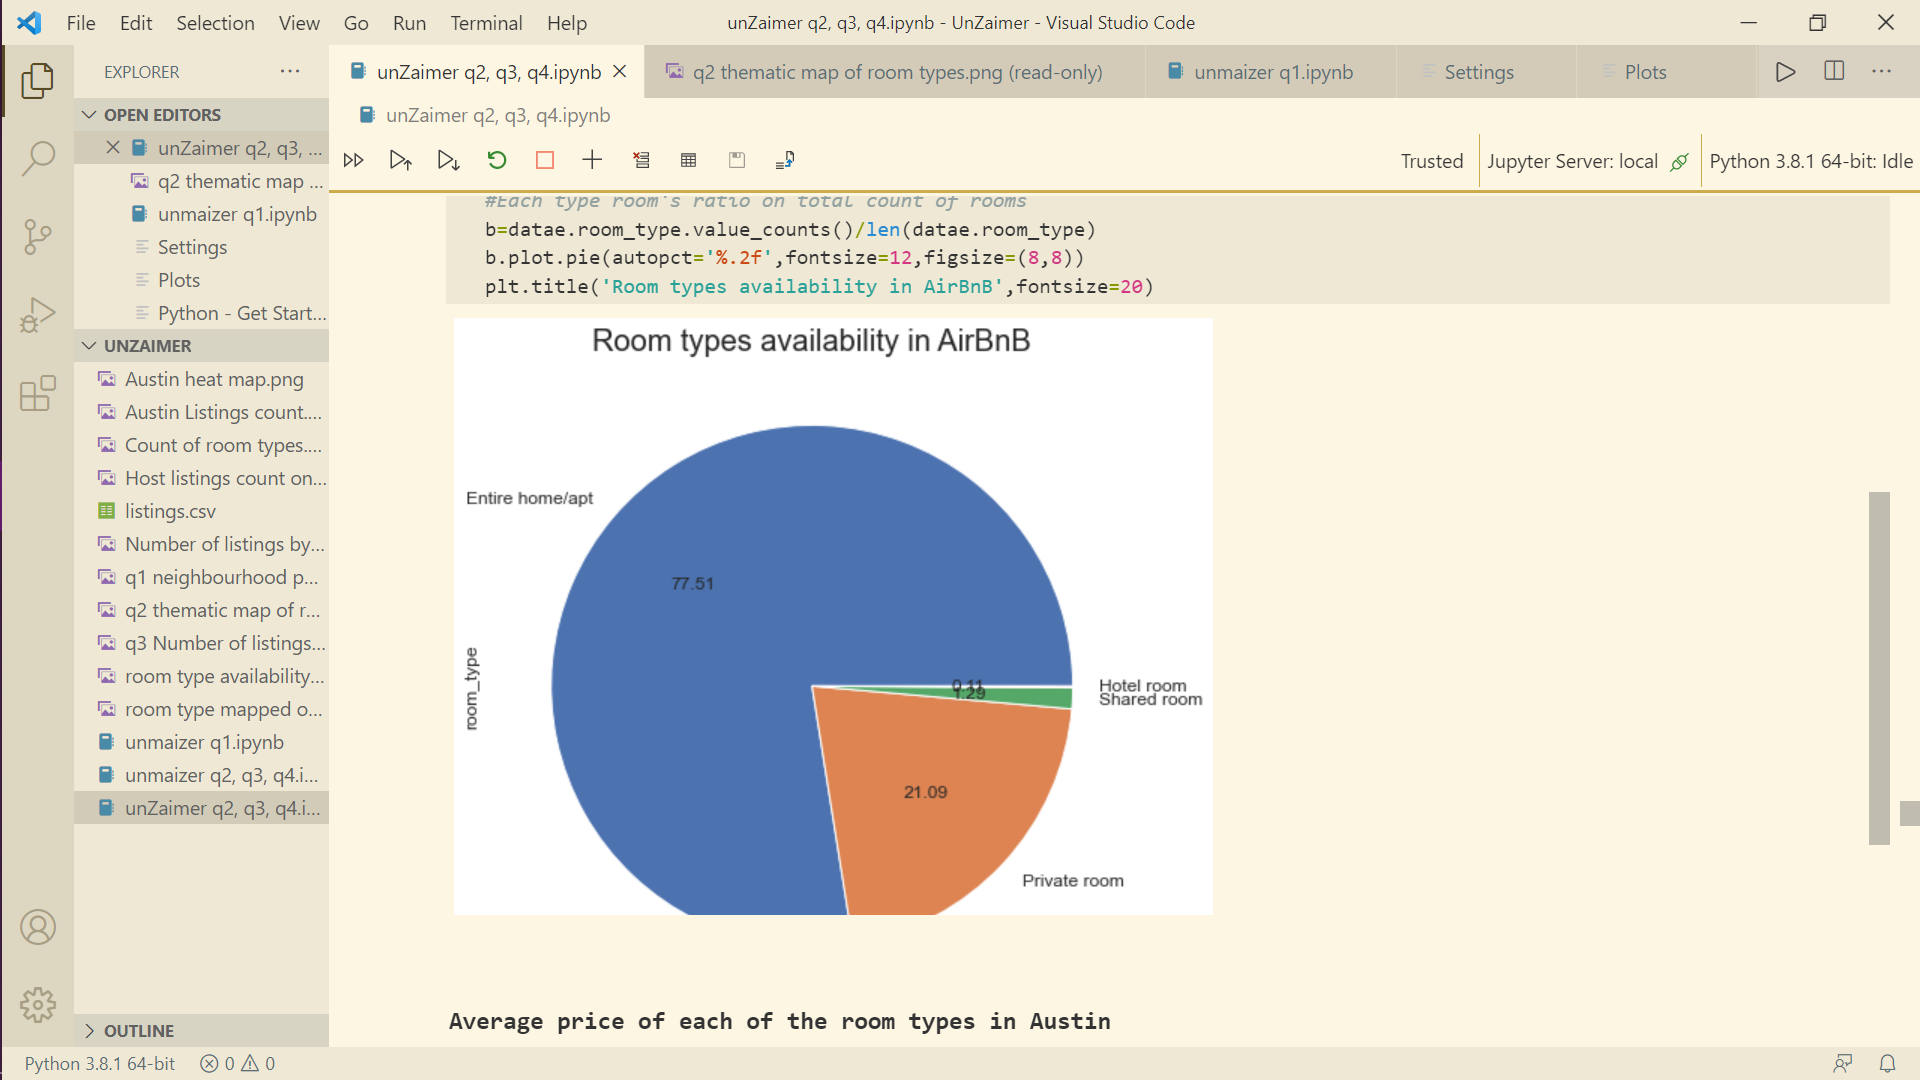 File Edit Selection View Go Run Terminal Help
unZaimer q2, q3, q4.ipynb - UnZaimer - Visual Studio Code
EXPLORER
OPEN EDITORS
unZaimer q2, q3, ...
q2 thematic map ...
unmaizer q1.ipynb
Settings
Plots
Python - Get Start...
UNZAIMER
Austin heat map.png
Austin Listings count....
Count of room types....
Host listings count on...
listings.csv
Number of listings by...
q1 neighbourhood p...
q2 thematic map of r...
q3 Number of listings...
room type availability...
room type mapped o...
unmaizer q1.ipynb
unmaizer q2, q3, q4.i...
unZaimer q2, q3, q4.i...
OUTLINE
unZaimer q2, q3, q4.ipynb
q2 thematic map of room types.png (read-only)
unmaizer q1.ipynb
Settings
Plots
unZaimer q2, q3, q4.ipynb
Trusted
Jupyter Server: local
Python 3.8.1 64-bit: Idle
#Each type room's ratio on total count of rooms
b=datae.room_type.value_counts()/len(datae.room_type)
b.plot.pie(autopct='%.2f',fontsize=12,figsize=(8,8))
plt.title('Room types availability in AirBnB',fontsize=20)
Room types availability in AirBnB
Entire home/apt
77.51
room_type
0.11
1.29
Hotel room
Shared room
21.09
Private room
Average price of each of the room types in Austin
Python 3.8.1 64-bit
0
0